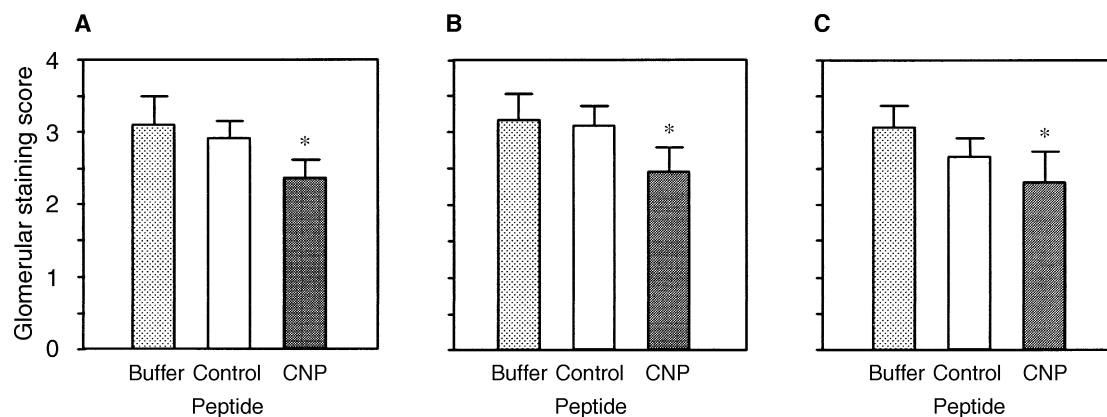 A
B
C
Glomerular staining score
4
3
2
1
0
*
*
*
Buffer Control CNP
Buffer Control CNP
Buffer Control CNP
Peptide
Peptide
Peptide